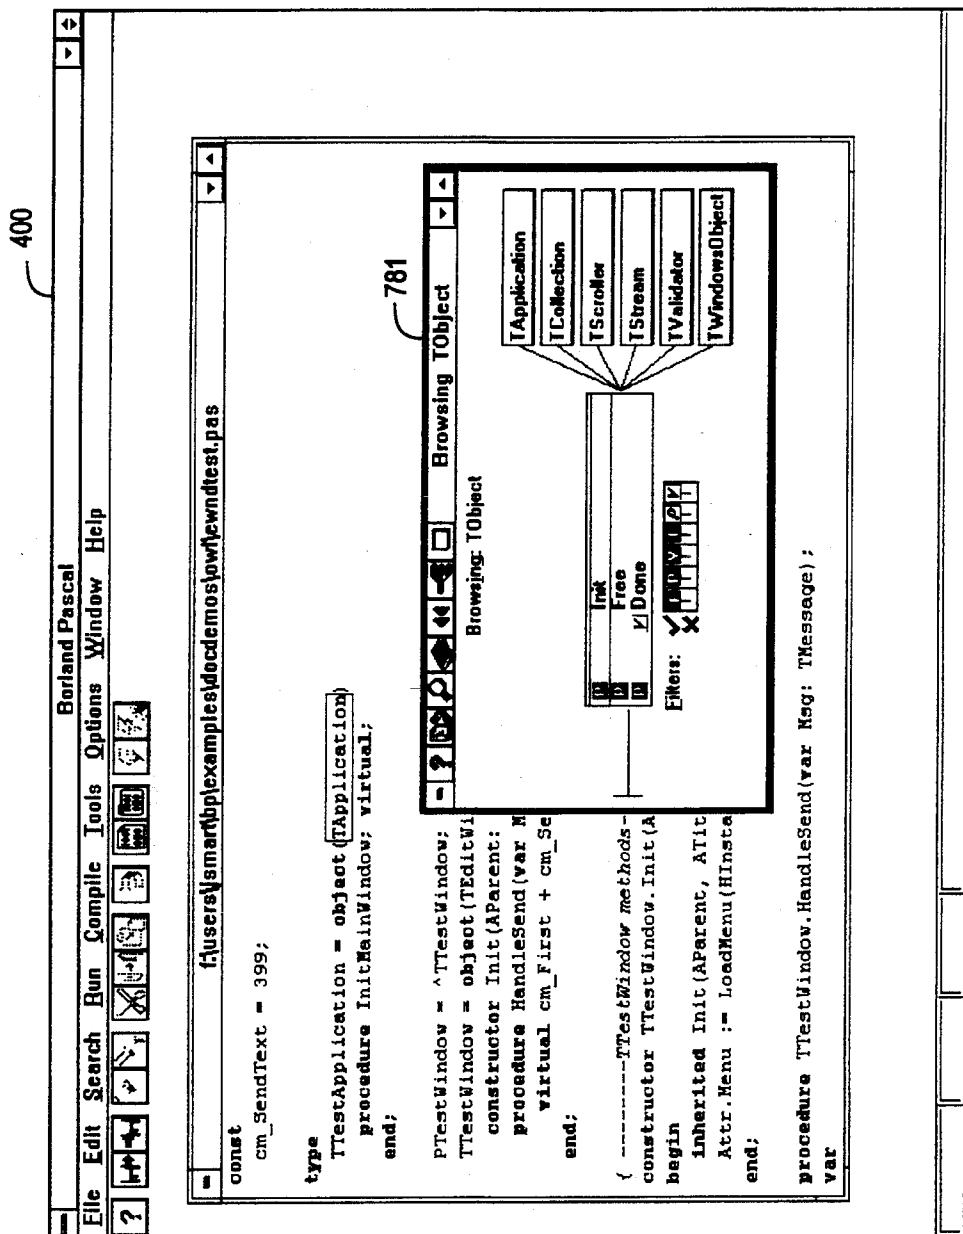 400
Borland Pascal
File Edit Search Run Compile Tools Options Window Help
?
f:\users\smart\bp\examples\docdemos\owl\ewndtest.pas
const
cm_SendText = 399;
type
TTestApplication = object(TApplication)
procedure InitMainWindow; virtual;
end;
PTestWindow = ^TTestWindow;
TTestWindow = object(TEditWi
constructor Init(AParent:
procedure HandleSend(var M
virtual cm_First + cm_Se
end;
{ --------TTestWindow methods-
constructor TTestWindow.Init(A
begin
inherited Init(AParent, ATit
Attr.Menu := LoadMenu(HInsta
end;
procedure TTestWindow.HandleSend(var Msg: TMessage);
var
781
? Browsing TObject
Browsing: TObject
Init
Free
V Done
Filters:
TApplication
TCollection
TScroller
TStream
TValidator
TWindowsObject